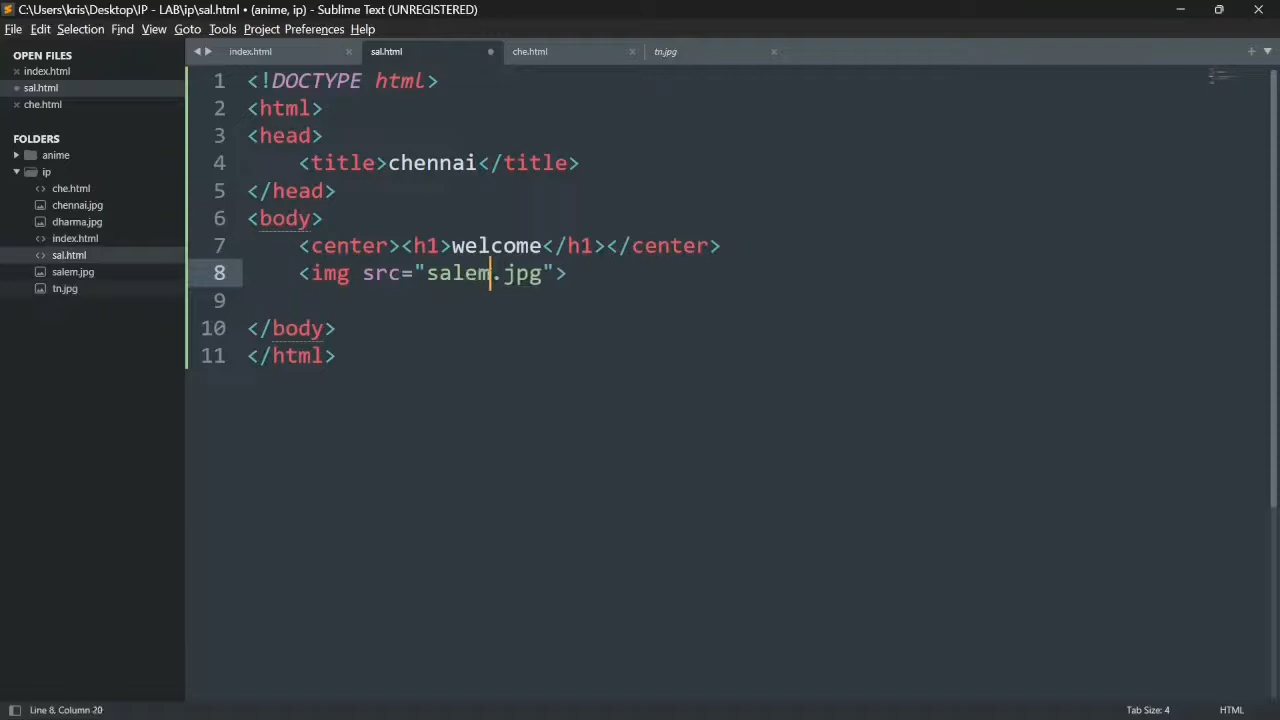 C:\Users\kris\Desktop\IP - LAB\ip\sal.html • (anime, ip) - Sublime Text (UNREGISTERED)
File Edit Selection Find View Goto Tools Project Preferences Help
OPEN FILES
index.html
sal.html
che.html
FOLDERS
anime
ip
che.html
chennai.jpg
dharma.jpg
index.html
sal.html
salem.jpg
tn.jpg
index.html sal.html che.html tn.jpg
1 <!DOCTYPE html>
2 <html>
3 <head>
4 <title>chennai</title>
5 </head>
6 <body>
7 <center><h1>welcome</h1></center>
8 <img src="salem.jpg">
9
10 </body>
11 </html>
Line 8, Column 20 Tab Size: 4 HTML